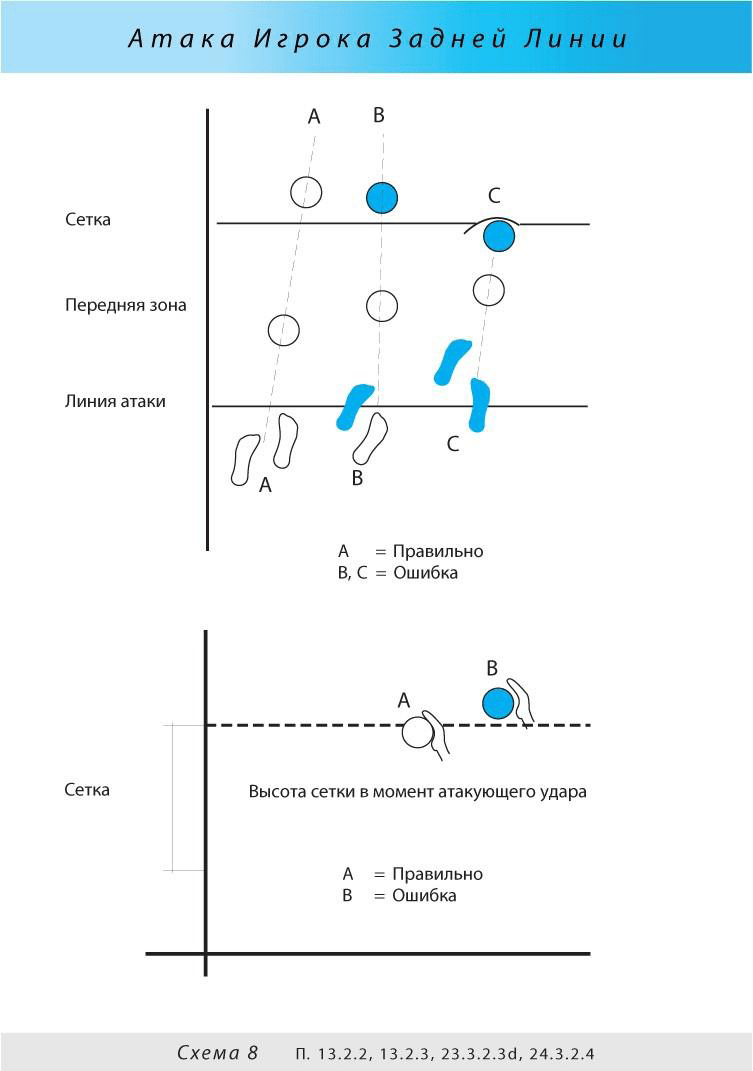 Атака Игрока Задней Линии
A B
C
Сетка
Передняя зона
Линия атаки
C
A B
A = Правильно
B, C = Ошибка
B
A
Сетка
Высота сетки в момент атакующего удара
A = Правильно
B = Ошибка
Схема 8 П. 13.2.2, 13.2.3, 23.3.2.3d, 24.3.2.4